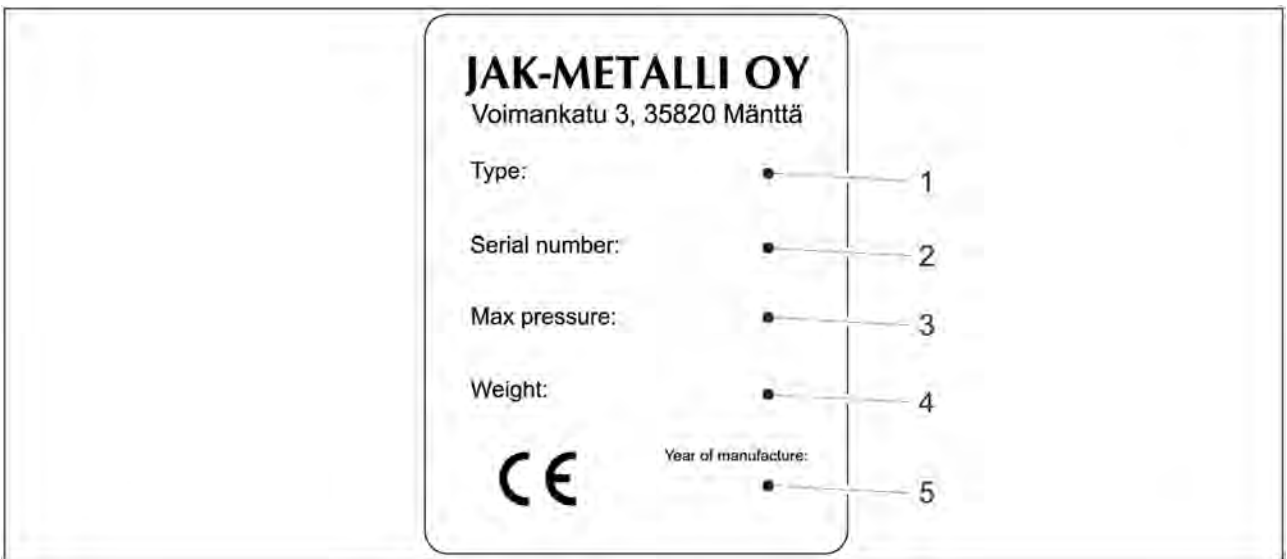 JAK-METALLI OY
Voimankatu 3, 35820 Mänttä
Type:
1
Serial number:
2
Max pressure:
3
Weight:
4
CE
Year of manufacture:
5